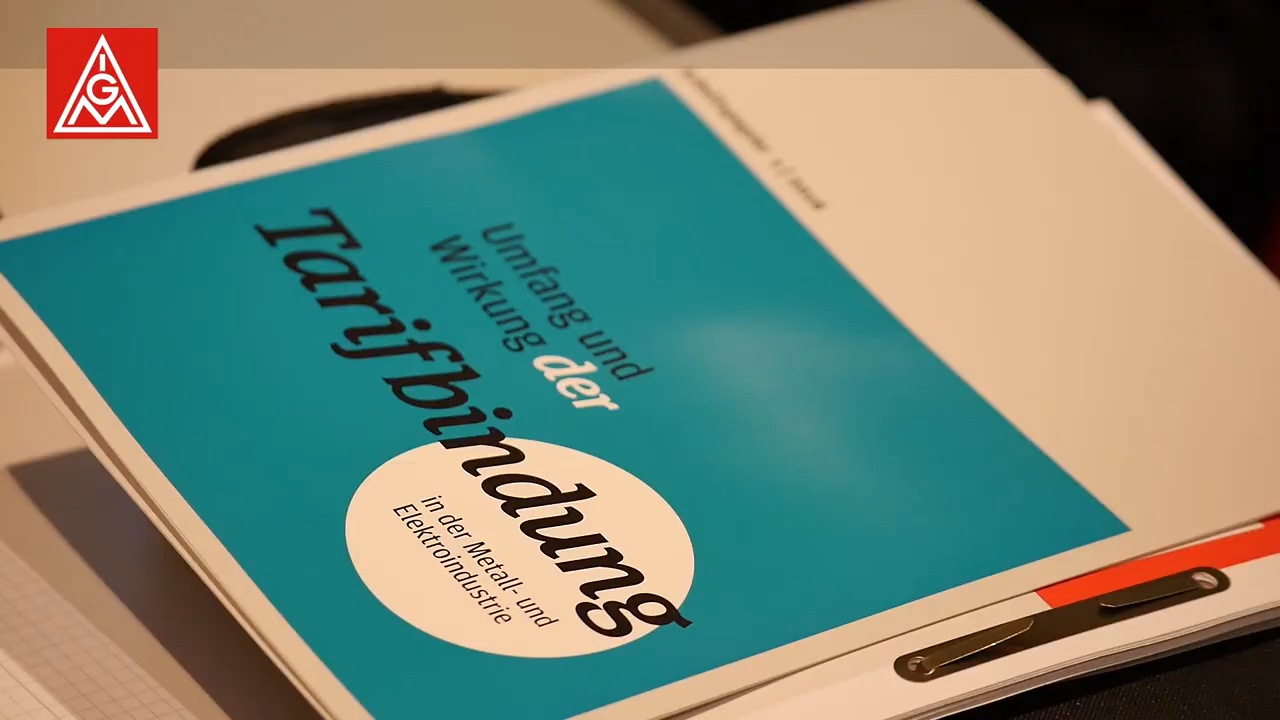 IGM
Umfang und
Wirkung der
Tarifbindung
in der Metall- und
Elektroindustrie